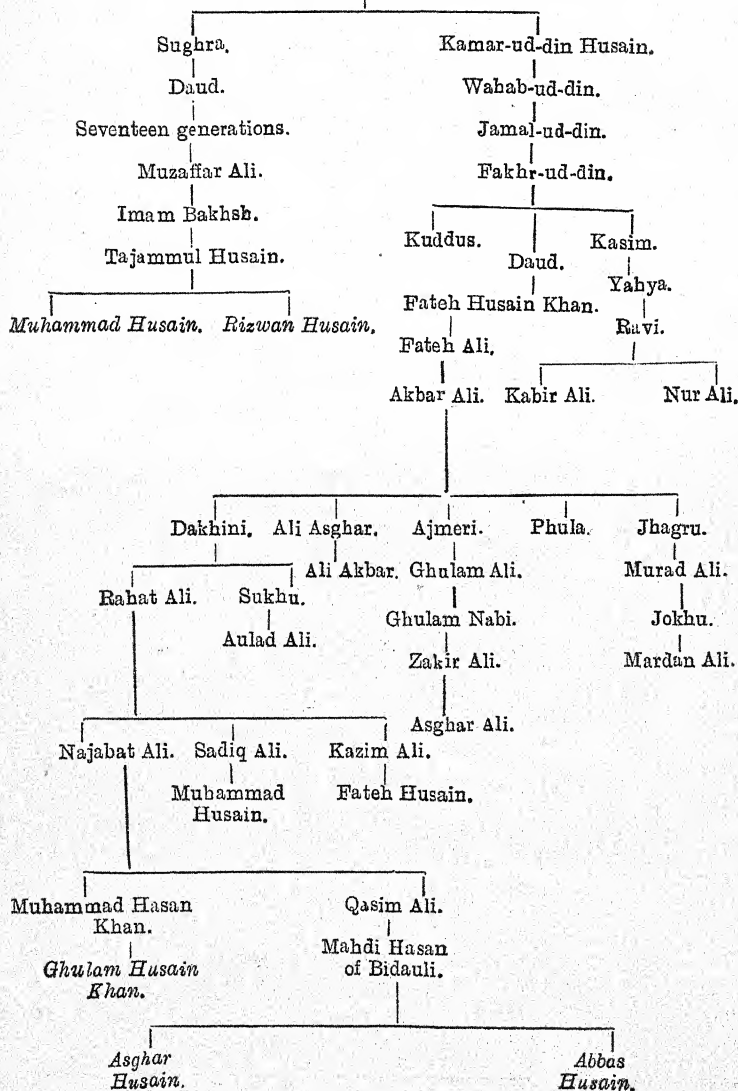 Sughra. Kamar-ud-din Husain.
Daud. Wahab-ud-din.
Seventeen generations. Jamal-ud-din.
Muzaffar Ali. Fakhr-ud-din.
Imam Bakhsh. Kuddus. Kasim.
Tajammul Husain. Daud. Yahya.
Muhammad Husain. Rizwan Husain. Fateh Husain Khan. Ravi.
Fateh Ali.
Akbar Ali. Kabir Ali. Nur Ali.
Dakhini. Ali Asghar. Ajmeri. Phula. Jhagru.
Ali Akbar. Ghulam Ali. Murad Ali.
Rahat Ali. Sukhu. Ghulam Nabi. Jokhu.
Aulad Ali. Zakir Ali. Mardan Ali.
Asghar Ali.
Najabat Ali. Sadiq Ali. Kazim Ali.
Muhammad Fateh Husain.
Husain.
Muhammad Hasan Qasim Ali.
Khan. Mahdi Hasan
Ghulam Husain of Bidauli.
Khan.
Asghar Abbas
Husain. Husain.